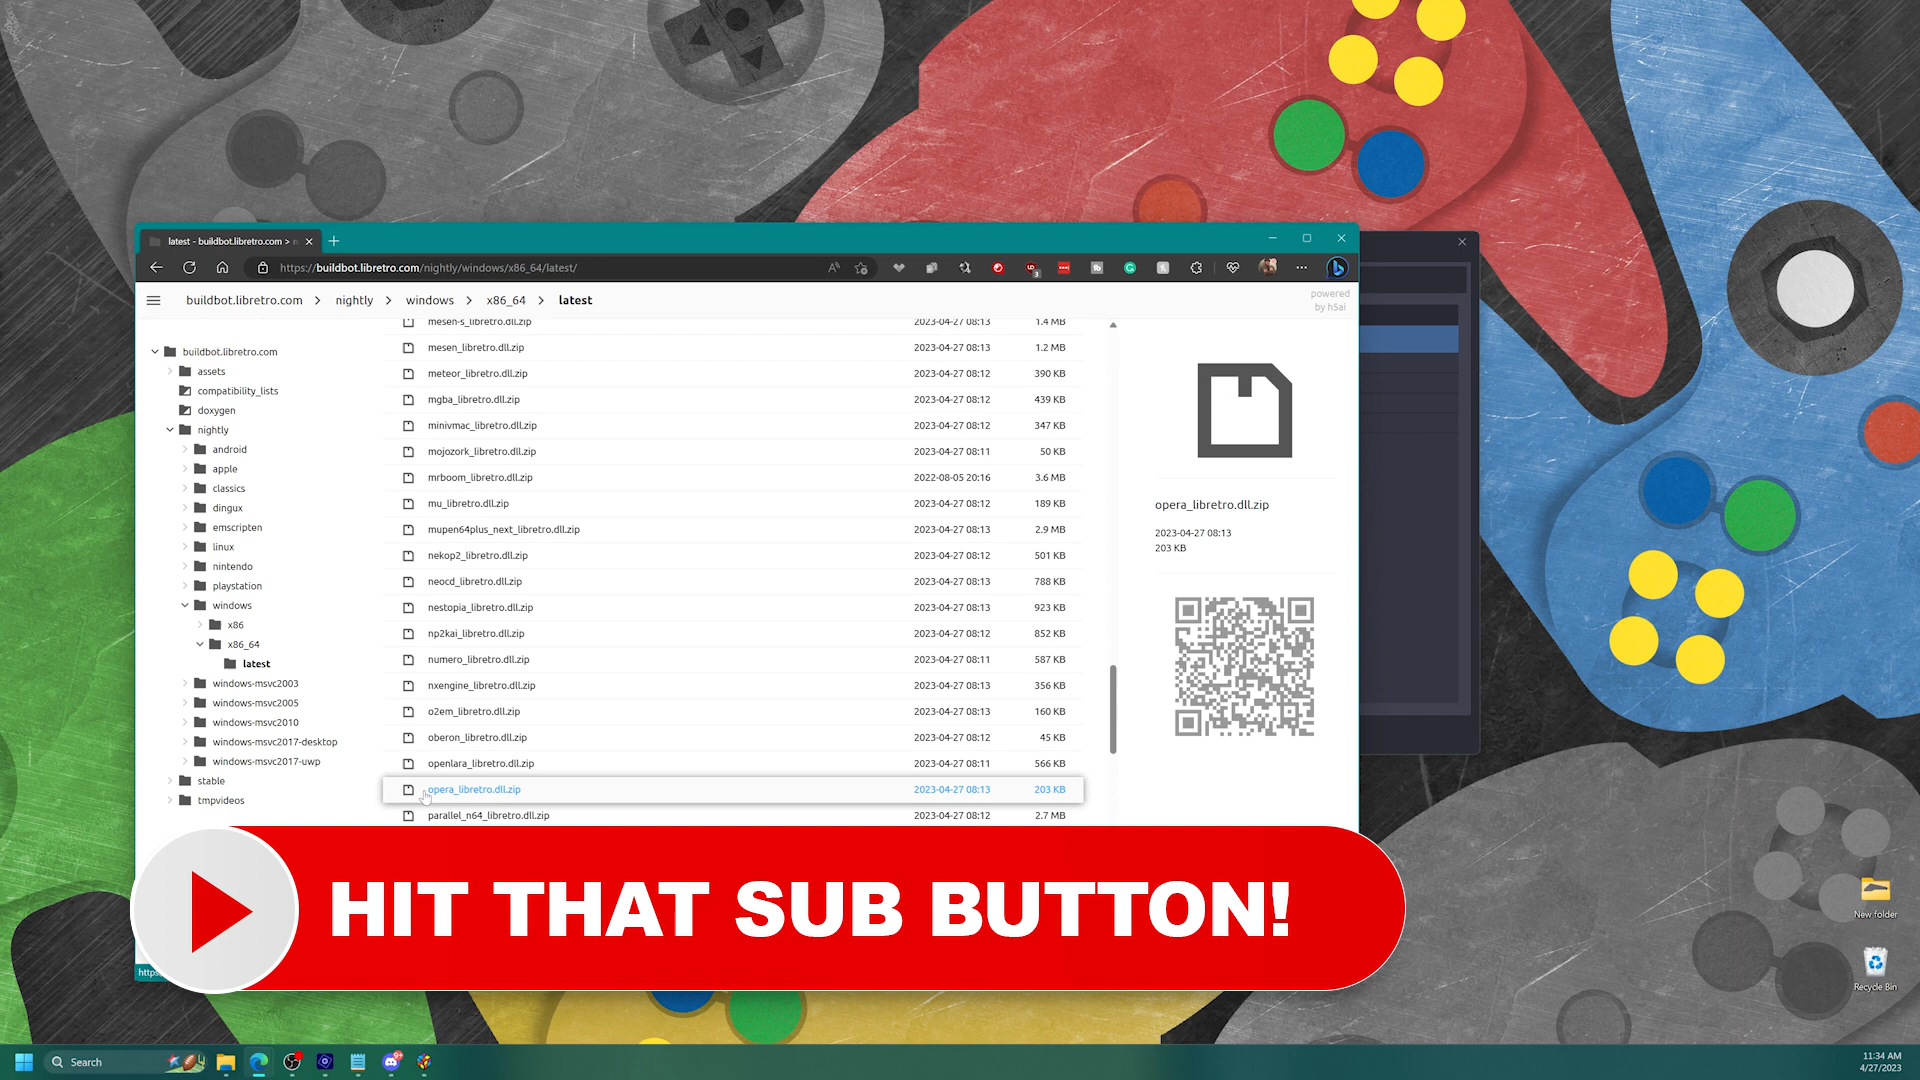 latest - buildbot.libretro.com > n
https://buildbot.libretro.com/nightly/windows/x86_64/latest/
buildbot.libretro.com > nightly > windows > x86_64 > latest
powered
by h5ai
buildbot.libretro.com
assets
compatibility_lists
doxygen
nightly
android
apple
classics
dingux
emscripten
linux
nintendo
playstation
windows
x86
x86_64
latest
windows-msvc2003
windows-msvc2005
windows-msvc2010
windows-msvc2017-desktop
windows-msvc2017-uwp
stable
tmpvideos
mesen-s_libretro.dll.zip 2023-04-27 08:13 1.4 MB
mesen_libretro.dll.zip 2023-04-27 08:13 1.2 MB
meteor_libretro.dll.zip 2023-04-27 08:12 390 KB
mgba_libretro.dll.zip 2023-04-27 08:12 439 KB
minivmac_libretro.dll.zip 2023-04-27 08:12 347 KB
mojozork_libretro.dll.zip 2023-04-27 08:11 50 KB
mrboom_libretro.dll.zip 2022-08-05 20:16 3.6 MB
mu_libretro.dll.zip 2023-04-27 08:12 189 KB
mupen64plus_next_libretro.dll.zip 2023-04-27 08:13 2.9 MB
nekop2_libretro.dll.zip 2023-04-27 08:12 501 KB
neocd_libretro.dll.zip 2023-04-27 08:13 788 KB
nestopia_libretro.dll.zip 2023-04-27 08:13 923 KB
np2kai_libretro.dll.zip 2023-04-27 08:12 852 KB
numero_libretro.dll.zip 2023-04-27 08:11 587 KB
nxengine_libretro.dll.zip 2023-04-27 08:13 356 KB
o2em_libretro.dll.zip 2023-04-27 08:13 160 KB
oberon_libretro.dll.zip 2023-04-27 08:12 45 KB
openlara_libretro.dll.zip 2023-04-27 08:11 566 KB
opera_libretro.dll.zip 2023-04-27 08:13 203 KB
parallel_n64_libretro.dll.zip 2023-04-27 08:12 2.7 MB
opera_libretro.dll.zip
2023-04-27 08:13
203 KB
HIT THAT SUB BUTTON!
https
New folder
Recycle Bin
Search
11:34 AM
4/27/2023